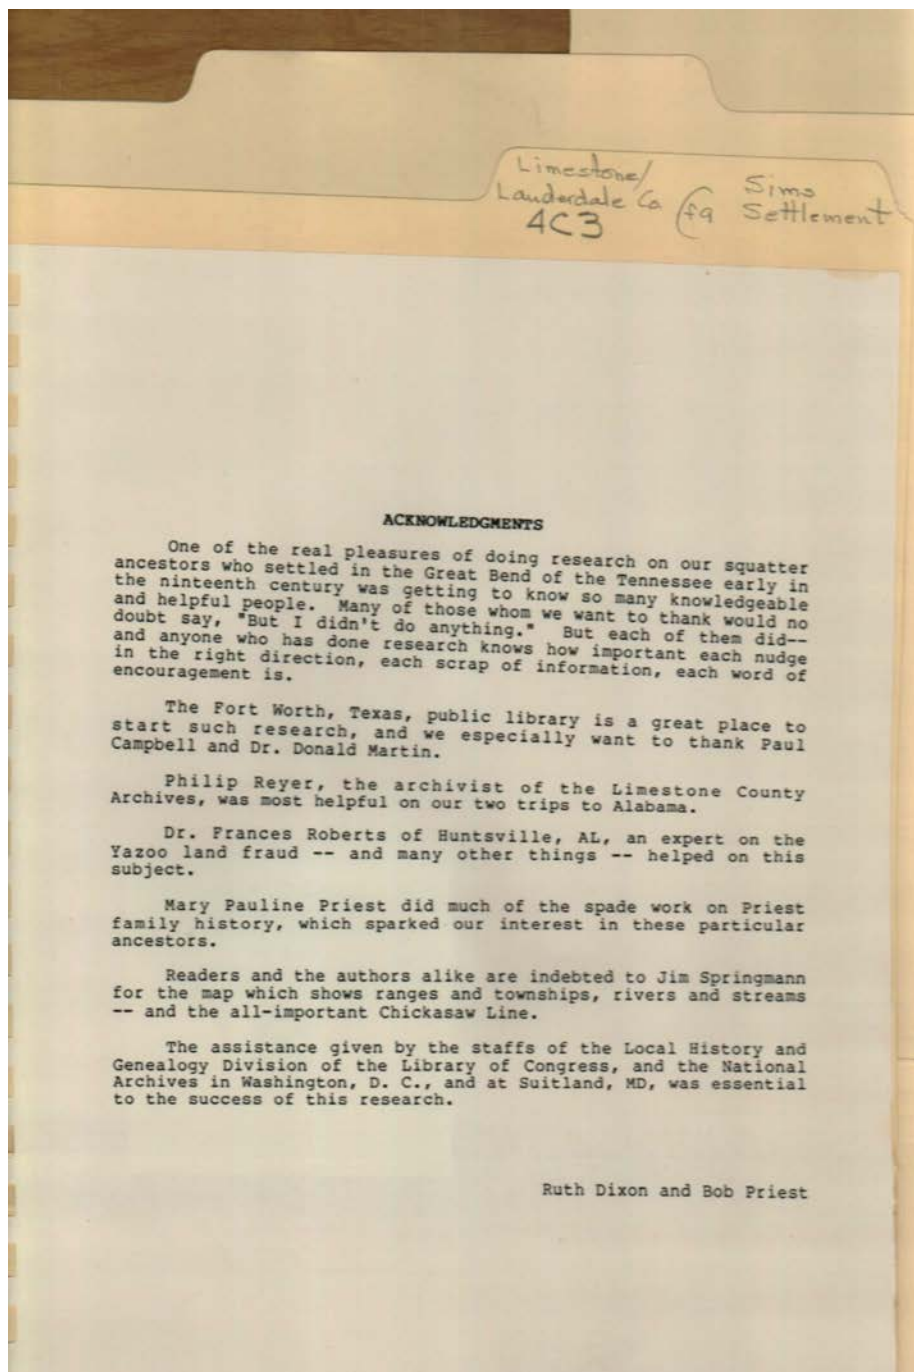 Limestone/
Lauderdale Co
4C3
Sims
Settlement
ACKNOWLEDGMENTS
One of the real pleasures of doing research on our squatter
ancestors who settled in the Great Bend of the Tennessee early in
the ninteenth century was getting to know so many knowledgeable
and helpful people. Many of those whom we want to thank would no
doubt say, "But I didn't do anything." But each of them did--
and anyone who has done research knows how important each nudge
in the right direction, each scrap of information, each word of
encouragement is.
The Fort Worth, Texas, public library is a great place to
start such research, and we especially want to thank Paul
Campbell and Dr. Donald Martin.
Philip Reyer, the archivist of the Limestone County
Archives, was most helpful on our two trips to Alabama.
Dr. Frances Roberts of Huntsville, AL, an expert on the
Yazoo land fraud -- and many other things -- helped on this
subject.
Mary Pauline Priest did much of the spade work on Priest
family history, which sparked our interest in these particular
ancestors.
Readers and the authors alike are indebted to Jim Springmann
for the map which shows ranges and townships, rivers and streams
-- and the all-important Chickasaw Line.
The assistance given by the staffs of the Local History and
Genealogy Division of the Library of Congress, and the National
Archives in Washington, D. C., and at Suitland, MD, was essential
to the success of this research.
Ruth Dixon and Bob Priest